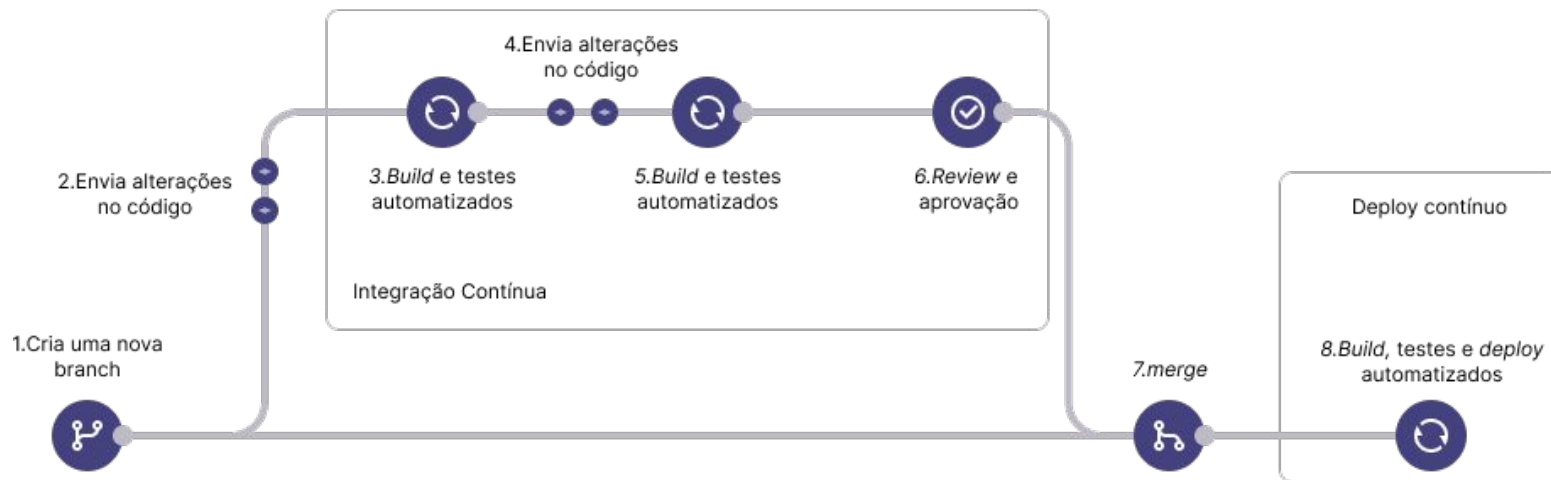 1.Cria uma nova
branch
2.Envia alterações
no código
3.Build e testes
automatizados
4.Envia alterações
no código
5.Build e testes
automatizados
6.Review e
aprovação
Integração Contínua
7.merge
Deploy contínuo
8.Build, testes e deploy
automatizados